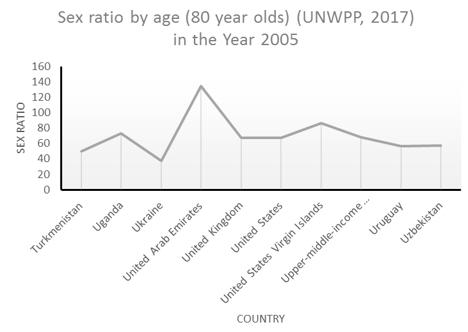 Sex ratio by age (80 year olds) (UNWPP, 2017)
in the Year 2005
160
140
120
100
80
60
40
20
0
SEX RATIO
Turkmenistan
Uganda
Ukraine
United Arab Emirates
United Kingdom
United States
United States Virgin Islands
Upper-middle-income...
Uruguay
Uzbekistan
COUNTRY